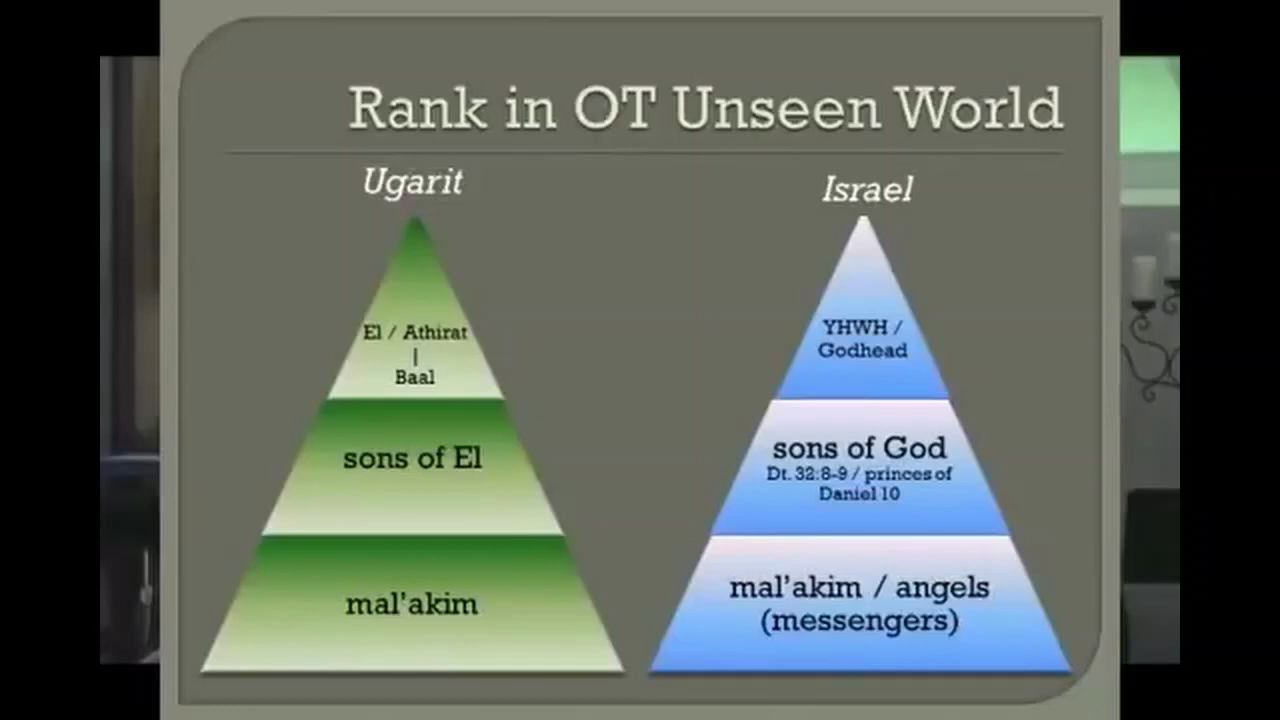 Rank in OT Unseen World
Ugarit
El / Athirat
|
Baal
sons of El
mal'akim
Israel
YHWH /
Godhead
sons of God
Dt. 32:8-9 / princes of
Daniel 10
mal'akim / angels
(messengers)